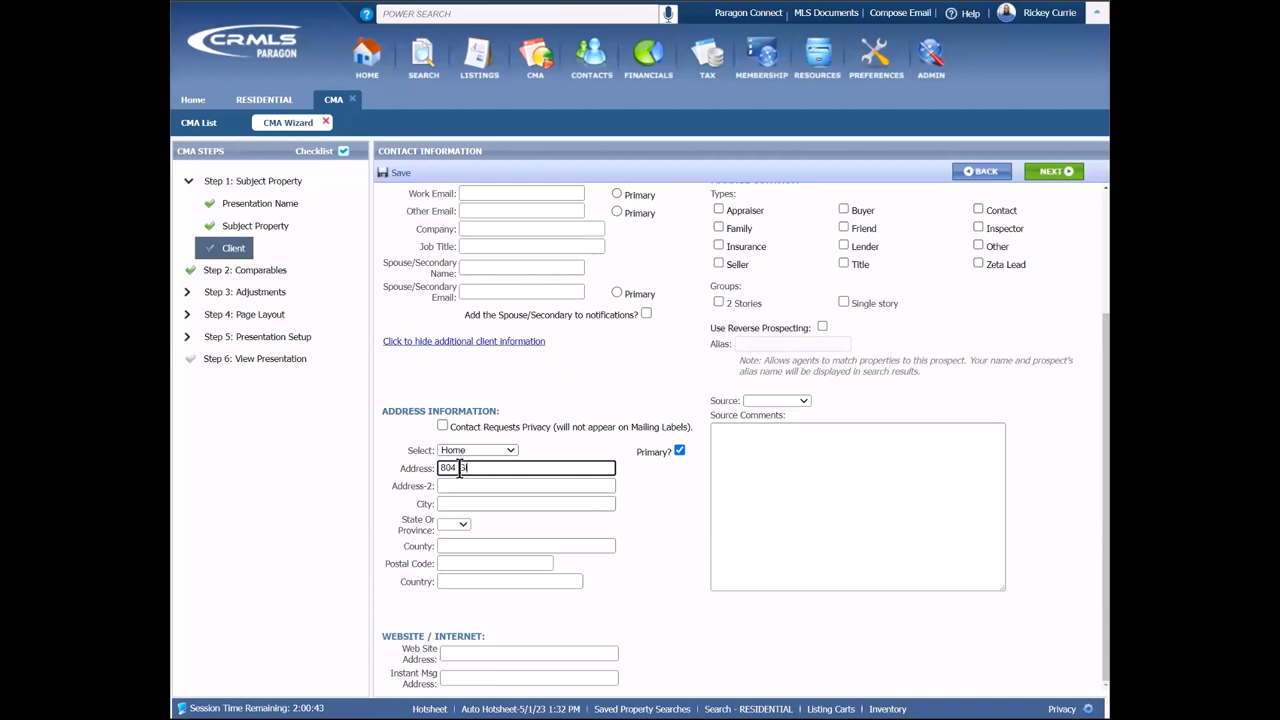 POWER SEARCH
Paragon Connect
MLS Documents
Compose Email
Help
Rickey Currie
CRMLS
PARAGON
HOME
SEARCH
LISTINGS
CMA
CONTACTS
FINANCIALS
TAX
MEMBERSHIP
RESOURCES
PREFERENCES
ADMIN
Home
RESIDENTIAL
CMA
CMA List
CMA Wizard
CMA STEPS
Checklist
Step 1: Subject Property
Presentation Name
Subject Property
Client
Step 2: Comparables
Step 3: Adjustments
Step 4: Page Layout
Step 5: Presentation Setup
Step 6: View Presentation
CONTACT INFORMATION
Save
BACK
NEXT
Work Email:
Primary
Other Email:
Primary
Company:
Job Title:
Spouse/Secondary
Name:
Spouse/Secondary
Email:
Primary
Add the Spouse/Secondary to notifications?
Click to hide additional client information
ADDRESS INFORMATION:
Contact Requests Privacy (will not appear on Mailing Labels).
Select:
Home
Primary?
Address:
804
Address-2:
City:
State Or
Province:
County:
Postal Code:
Country:
WEBSITE / INTERNET:
Web Site
Address:
Instant Msg
Address:
Types:
Appraiser
Buyer
Contact
Family
Friend
Inspector
Insurance
Lender
Other
Seller
Title
Zeta Lead
Groups:
2 Stories
Single story
Use Reverse Prospecting:
Alias:
Note: Allows agents to match properties to this prospect. Your name and prospect's
alias name will be displayed in search results.
Source:
Source Comments:
Session Time Remaining: 2:00:43
Hotsheet
Auto Hotsheet-5/1/23 1:32 PM
Saved Property Searches
Search - RESIDENTIAL
Listing Carts
Inventory
Privacy